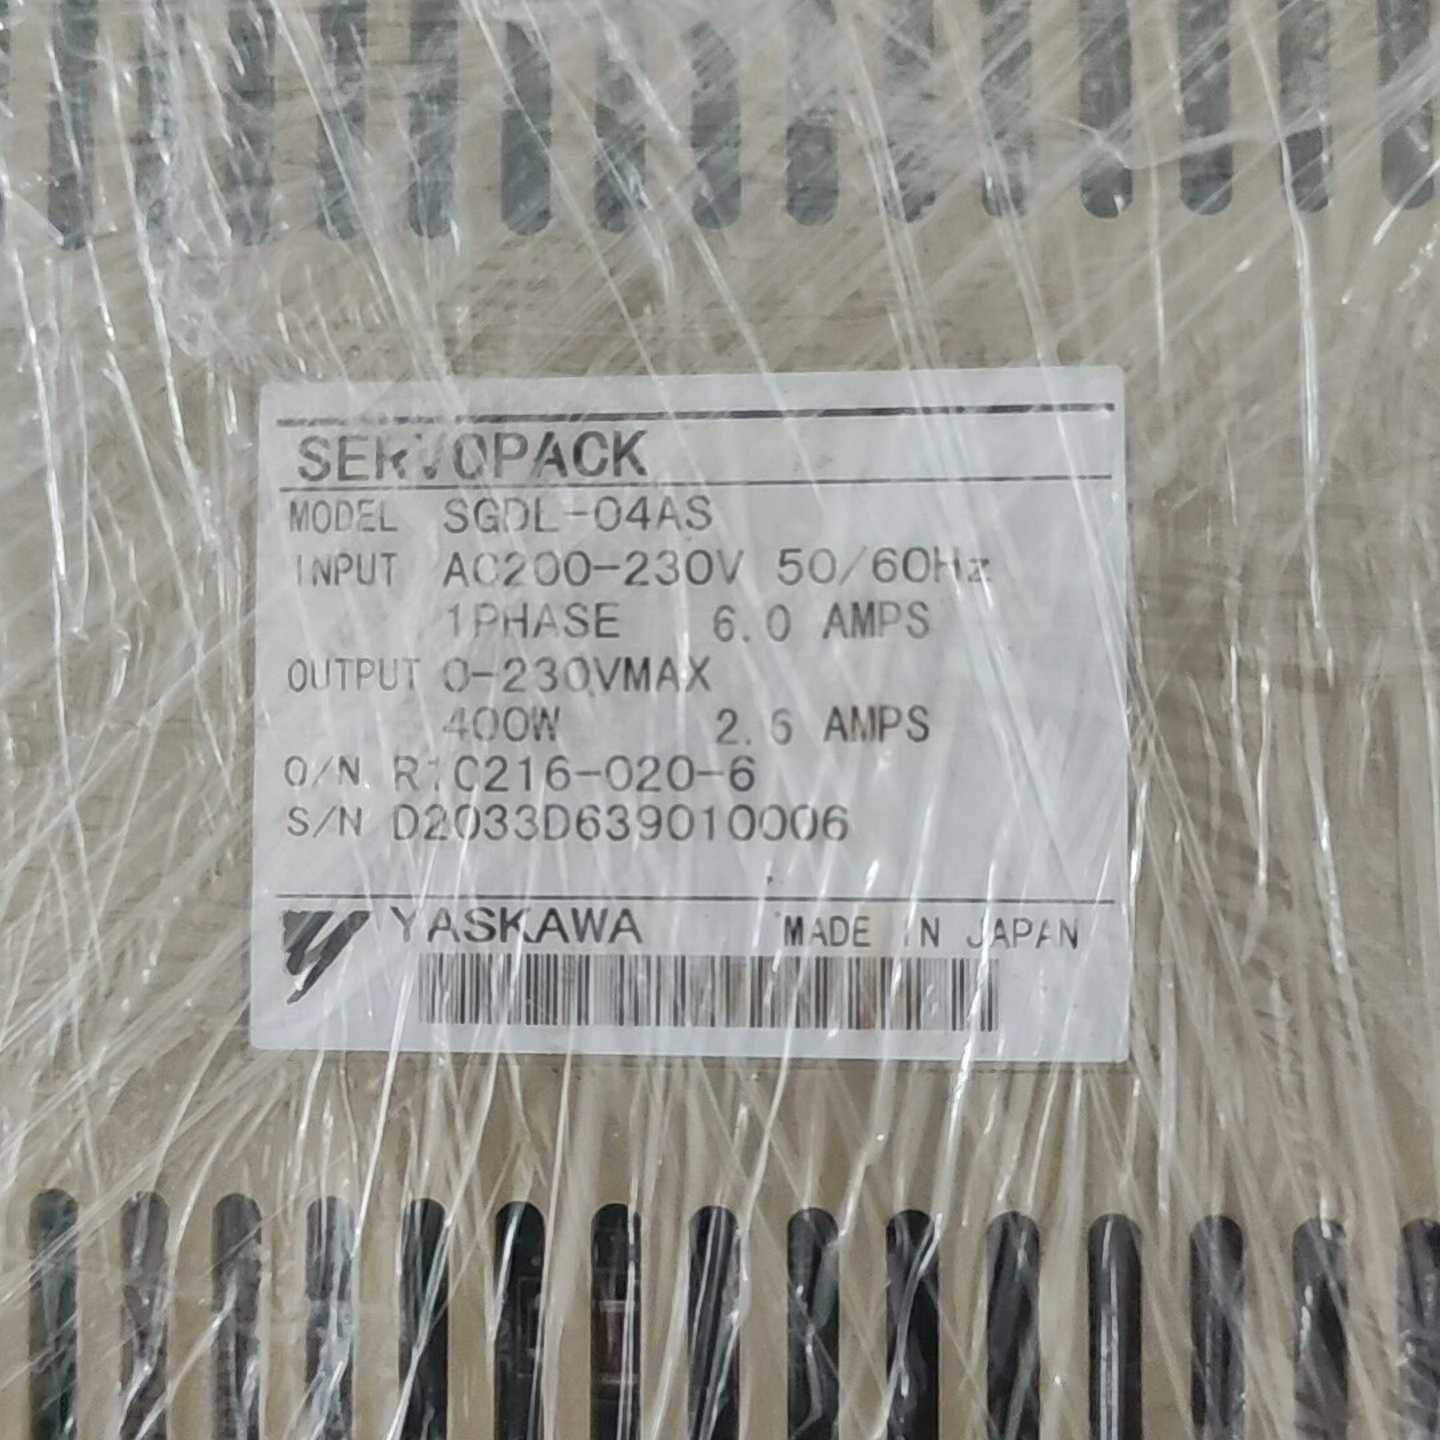 SERVOPACK
MODEL SGDL-04AS
INPUT AC200-230V 50/60Hz
1PHASE 6.0 AMPS
OUTPUT 0-230VMAX
400W 2.6 AMPS
O/N R1C216-020-6
S/N D2033D639010006
YASKAWA MADE IN JAPAN